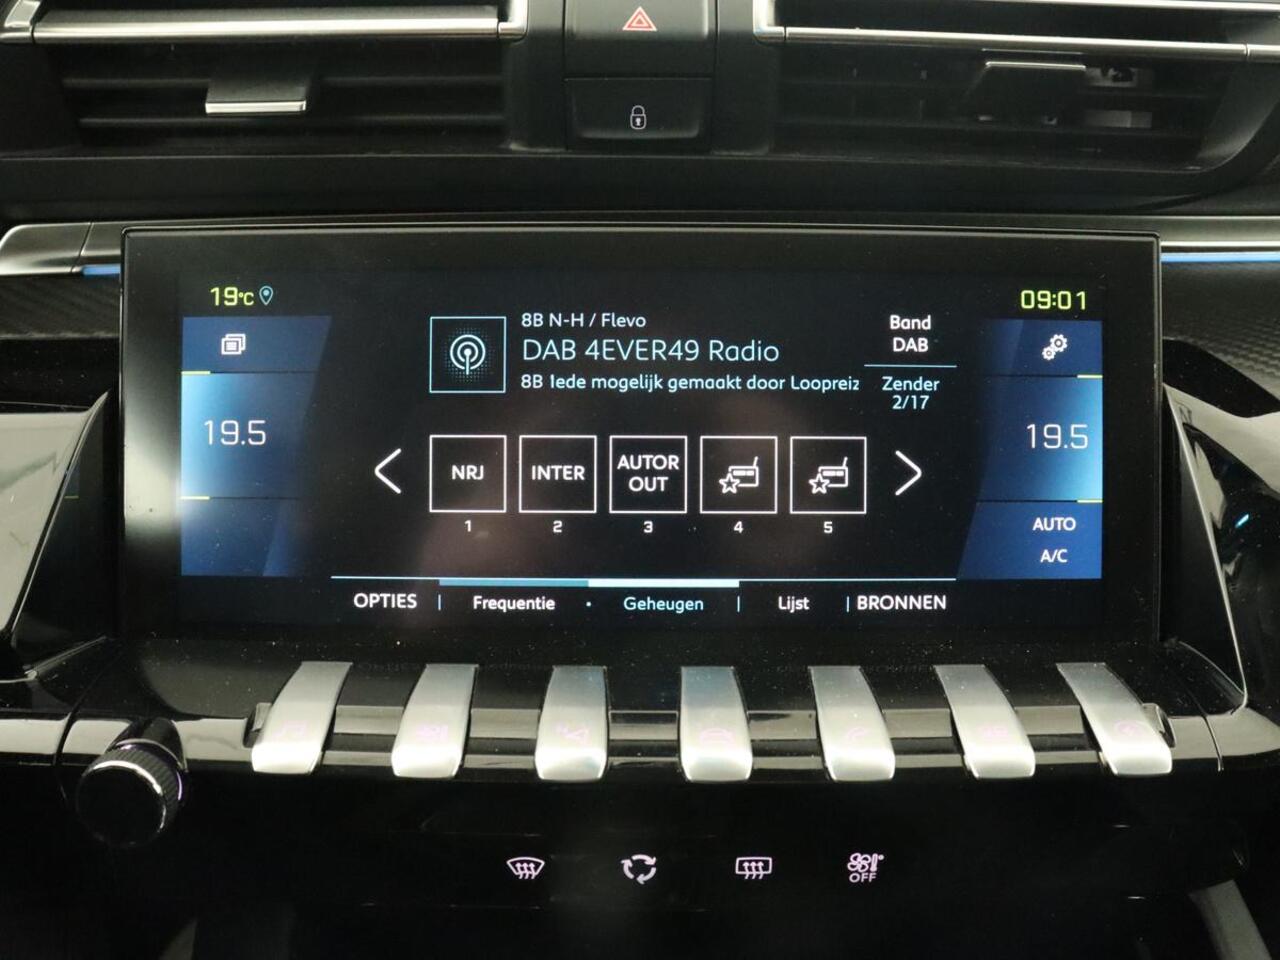 19°C
09:01
8B N-H / Flevo
DAB 4EVER49 Radio
8B 1ede mogelijk gemaakt door Loopreiz
Band
DAB
Zender
2/17
19.5
19.5
NRJ
INTER
AUTOR
OUT
1
2
3
4
5
AUTO
A/C
OPTIES | Frequentie • Geheugen | Lijst | BRONNEN
OFF